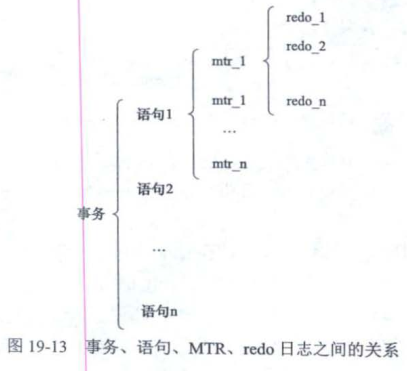 redo_1
redo_2
redo_n
mtr_1
mtr_1
…
mtr_n
语句1
语句2
…
语句n
事务
图 19-13 事务、语句、MTR、redo 日志之间的关系